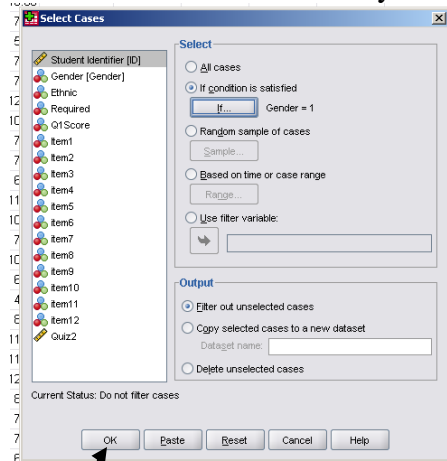 Select Cases
Student Identifier [ID]
Gender [Gender]
Ethnic
Required
Q1Score
Item1
item2
item3
item4
item5
item6
item7
item8
item9
item10
item11
item12
Quiz2
Select
All cases
If condition is satisfied
If... Gender = 1
Random sample of cases
Sample...
Based on time or case range
Range...
Use filter variable:
Output
Filter out unselected cases
Copy selected cases to a new dataset
Dataset name:
Delete unselected cases
Current Status: Do not filter cases
OK Paste Reset Cancel Help